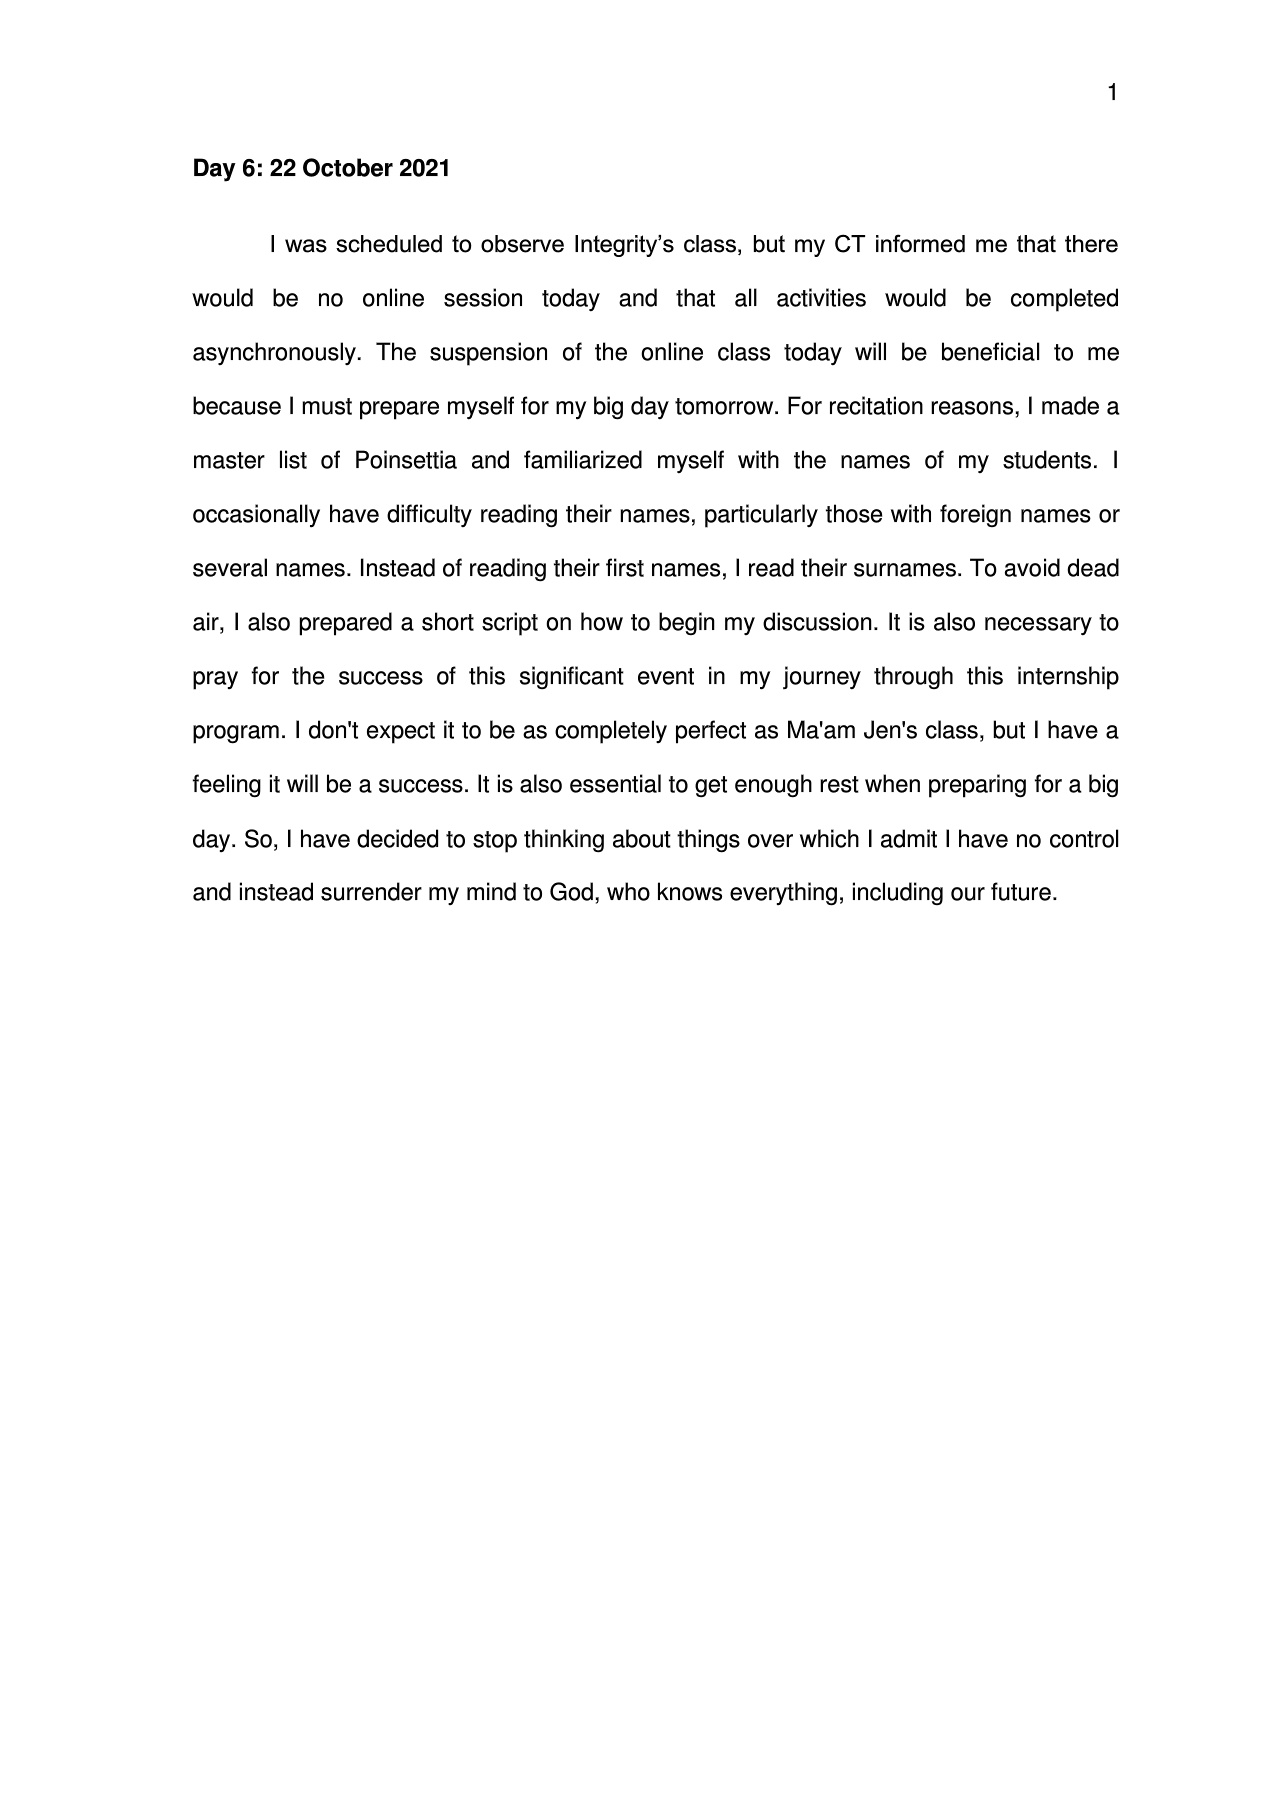 1
Day 6: 22 October 2021
I was scheduled to observe Integrity’s class, but my CT informed me that there
would be no online session today and that all activities would be completed
asynchronously. The suspension of the online class today will be beneficial to me
because I must prepare myself for my big day tomorrow. For recitation reasons, I made a
master list of Poinsettia and familiarized myself with the names of my students. I
occasionally have difficulty reading their names, particularly those with foreign names or
several names. Instead of reading their first names, I read their surnames. To avoid dead
air, I also prepared a short script on how to begin my discussion. It is also necessary to
pray for the success of this significant event in my journey through this internship
program. I don't expect it to be as completely perfect as Ma'am Jen's class, but I have a
feeling it will be a success. It is also essential to get enough rest when preparing for a big
day. So, I have decided to stop thinking about things over which I admit I have no control
and instead surrender my mind to God, who knows everything, including our future.